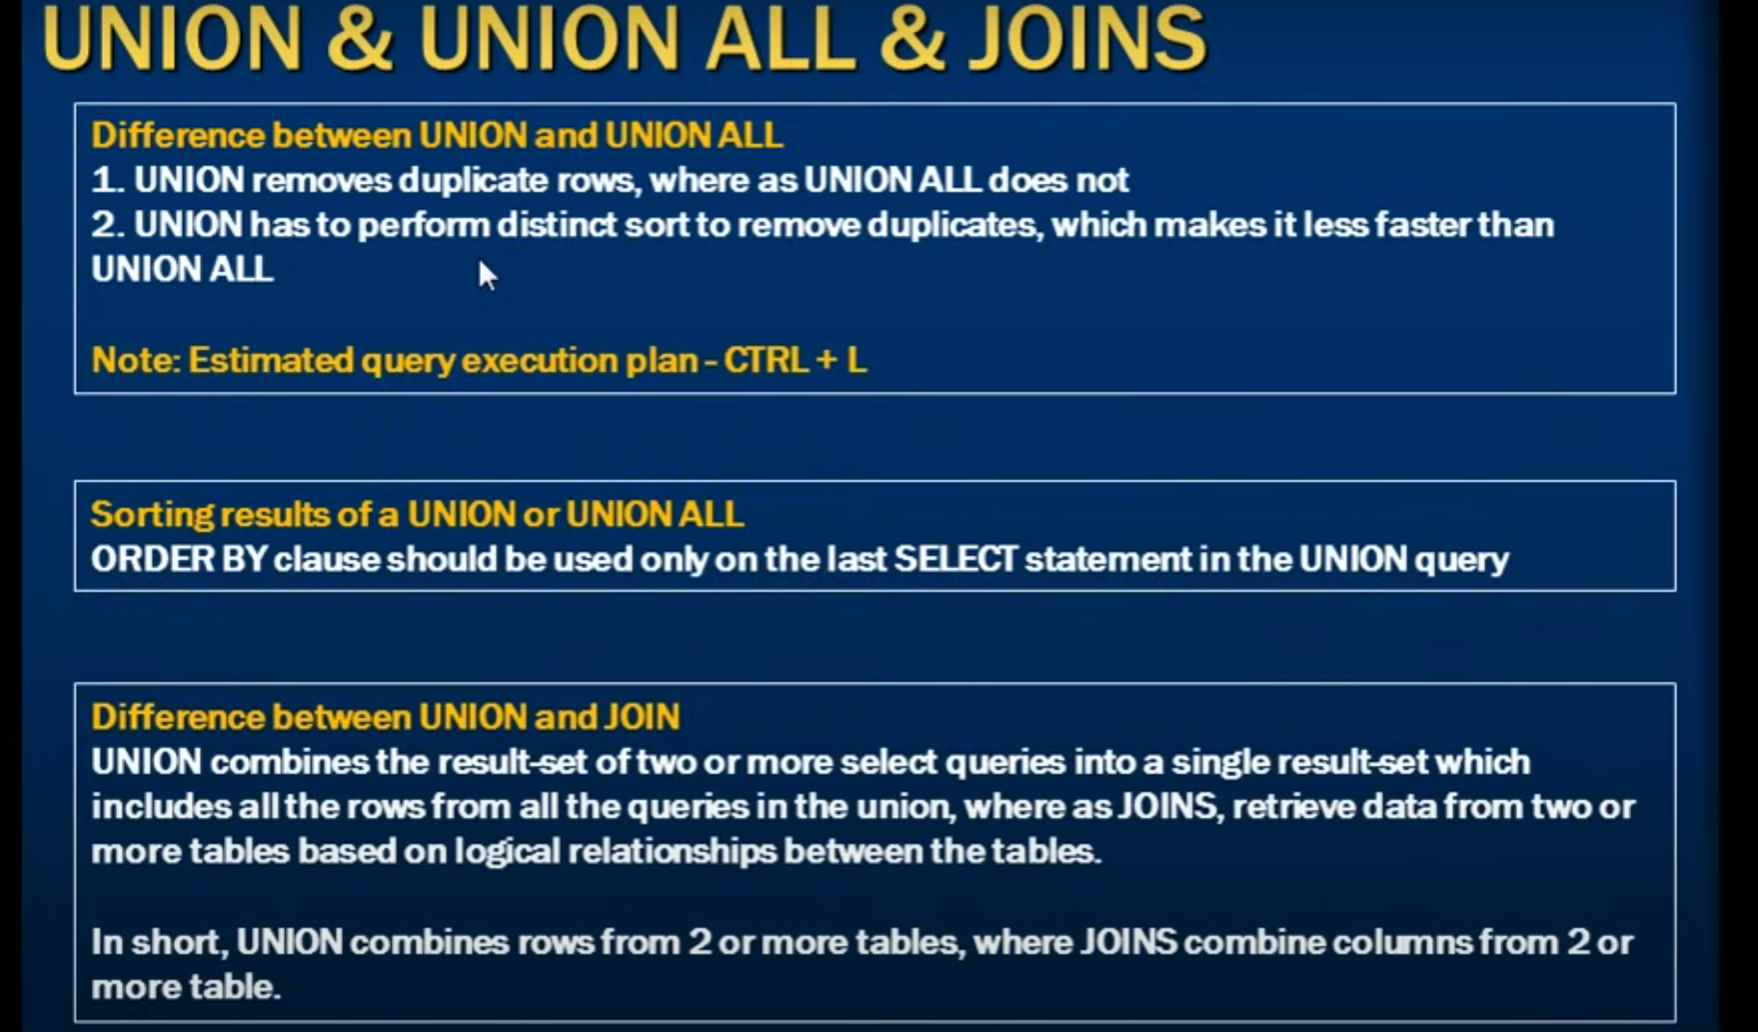 UNION & UNION ALL & JOINS
Difference between UNION and UNION ALL
1. UNION removes duplicate rows, where as UNION ALL does not
2. UNION has to perform distinct sort to remove duplicates, which makes it less faster than
UNION ALL
Note: Estimated query execution plan - CTRL + L
Sorting results of a UNION or UNION ALL
ORDER BY clause should be used only on the last SELECT statement in the UNION query
Difference between UNION and JOIN
UNION combines the result-set of two or more select queries into a single result-set which
includes all the rows from all the queries in the union, where as JOINS, retrieve data from two or
more tables based on logical relationships between the tables.
In short, UNION combines rows from 2 or more tables, where JOINS combine columns from 2 or
more table.